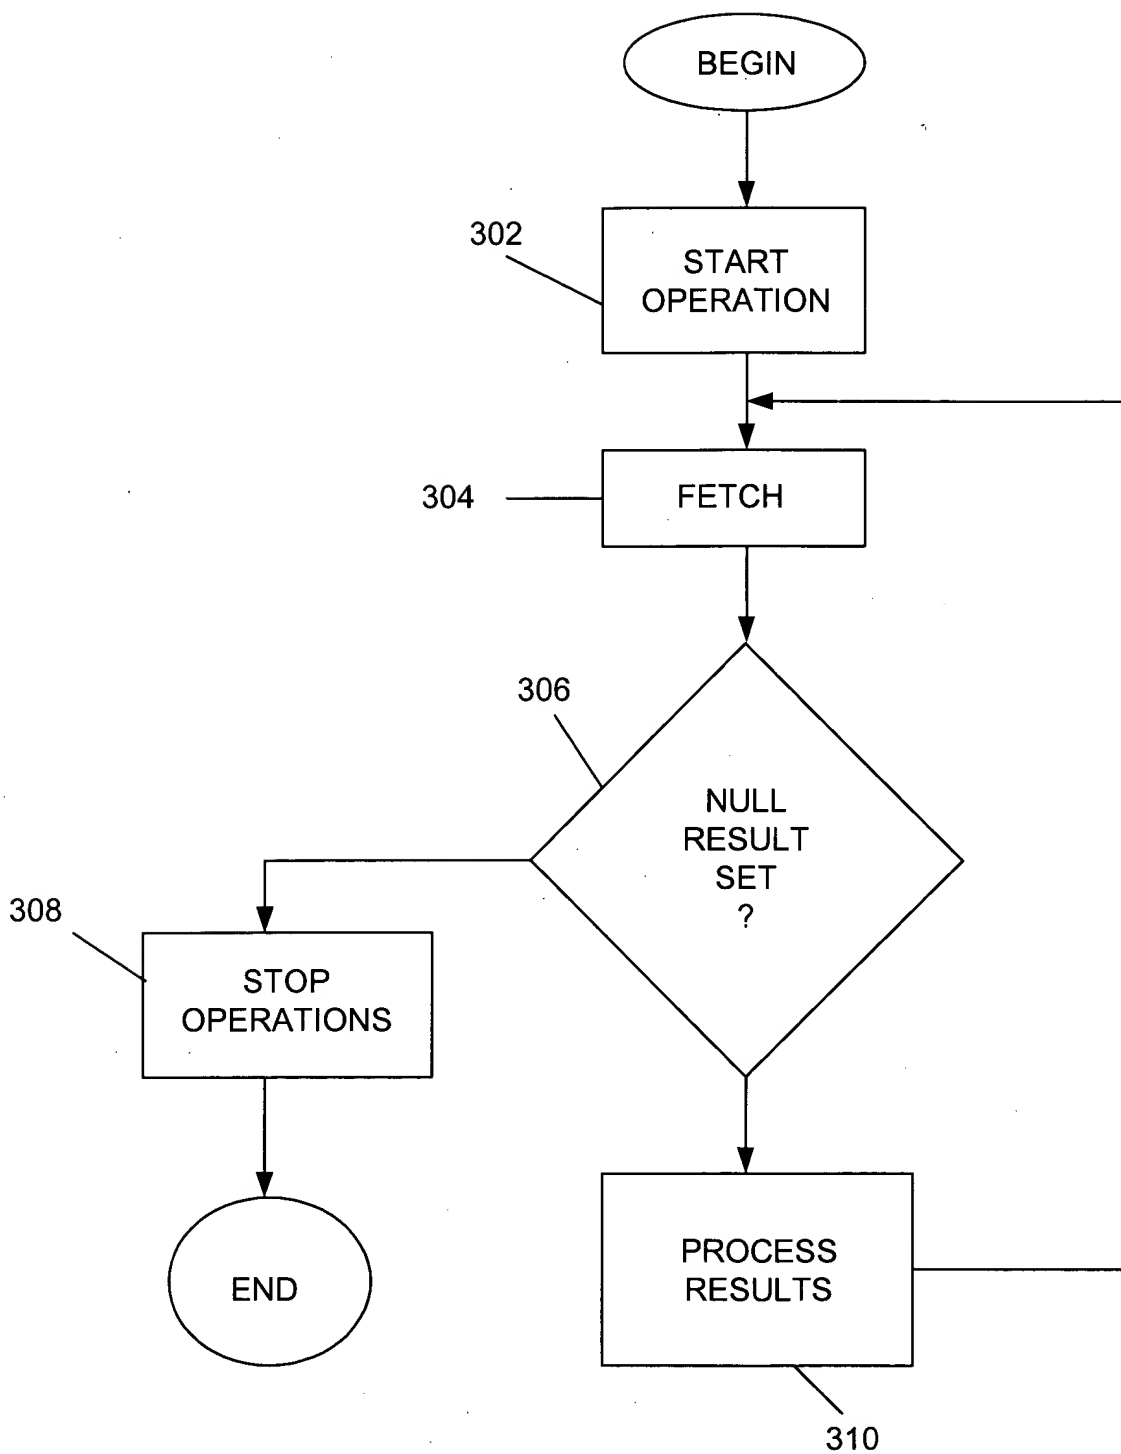 BEGIN
302
START
OPERATION
304
FETCH
306
NULL
RESULT
SET
?
308
STOP
OPERATIONS
END
PROCESS
RESULTS
310